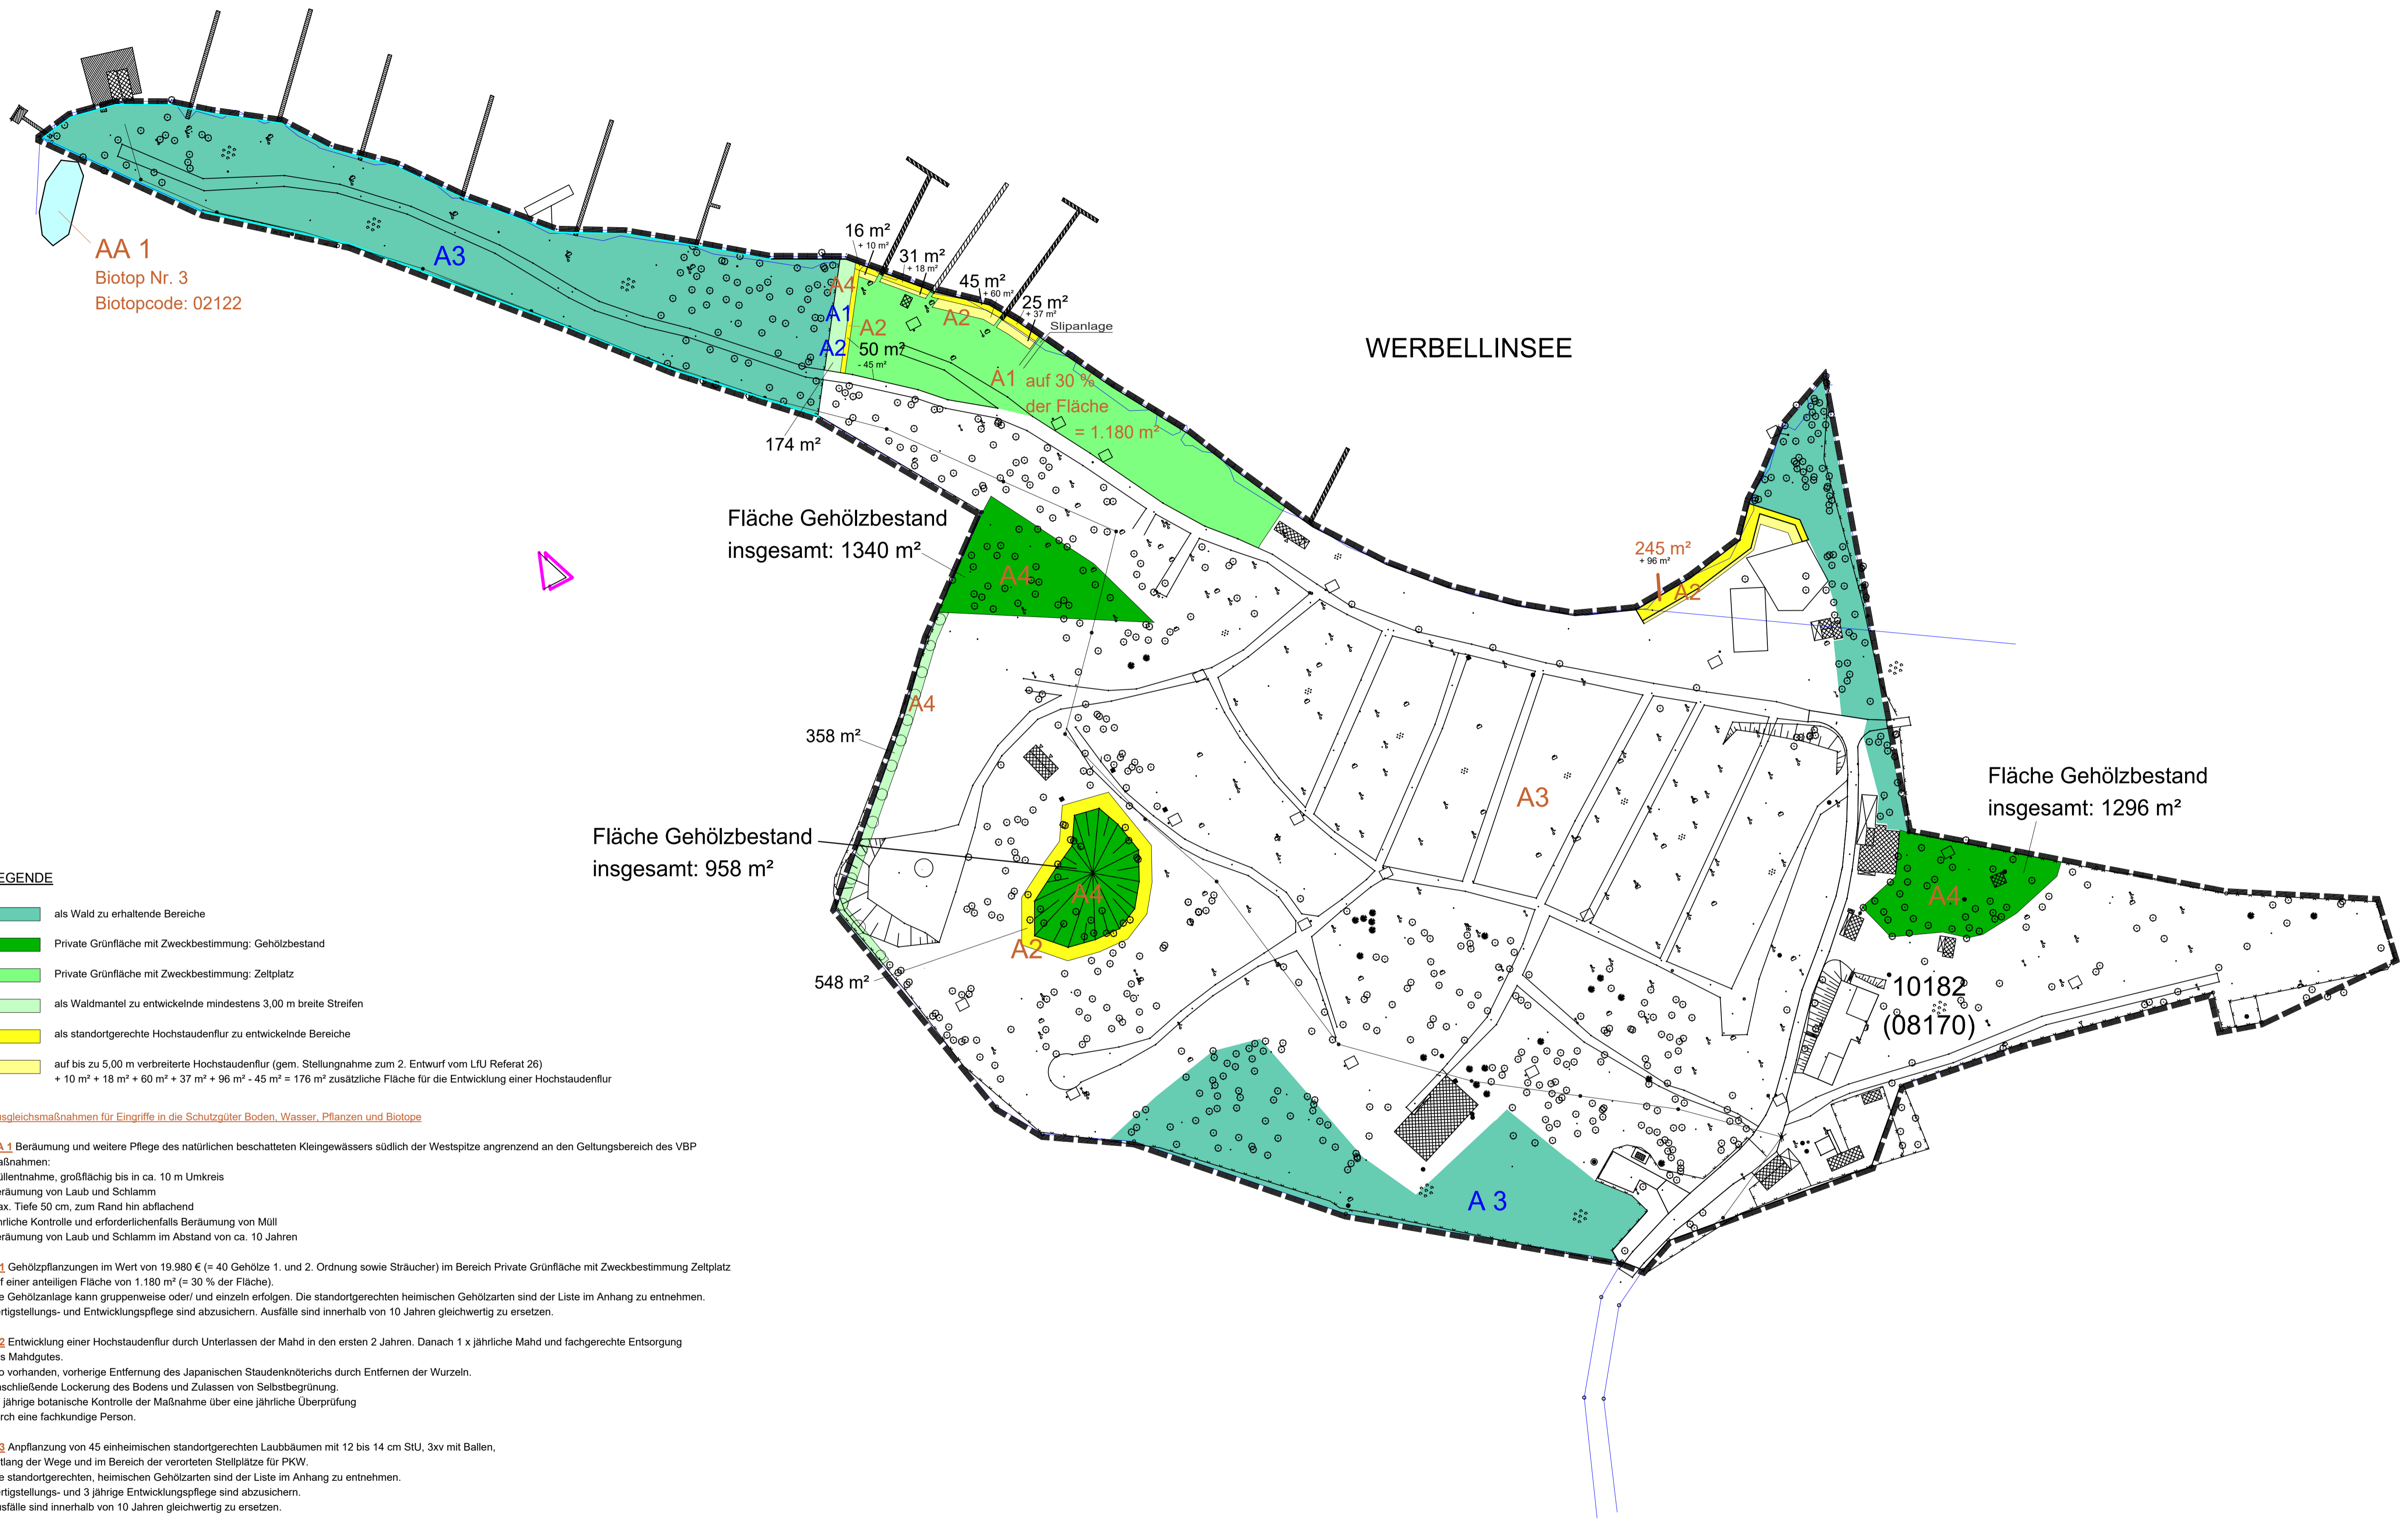 WERBELLINSEE
AA 1
Biotop Nr. 3
Biotopcode: 02122
A3
16 m²
+ 10 m²
31 m²
+ 18 m²
45 m²
+ 60 m²
25 m²
+ 37 m²
Slipanlage
A4
A1
A2
A2
A2
50 m²
- 45 m²
A1 auf 30 %
der Fläche
= 1.180 m²
174 m²
Fläche Gehölzbestand
insgesamt: 1340 m²
A4
245 m²
+ 96 m²
A2
A4
358 m²
Fläche Gehölzbestand
insgesamt: 958 m²
A4
A2
548 m²
A3
Fläche Gehölzbestand
insgesamt: 1296 m²
A4
10182
(08170)
A 3
EGENDE
als Wald zu erhaltende Bereiche
Private Grünfläche mit Zweckbestimmung: Gehölzbestand
Private Grünfläche mit Zweckbestimmung: Zeltplatz
als Waldmantel zu entwickelnde mindestens 3,00 m breite Streifen
als standortgerechte Hochstaudenflur zu entwickelnde Bereiche
auf bis zu 5,00 m verbreiterte Hochstaudenflur (gem. Stellungnahme zum 2. Entwurf vom LfU Referat 26)
+ 10 m² + 18 m² + 60 m² + 37 m² + 96 m² - 45 m² = 176 m² zusätzliche Fläche für die Entwicklung einer Hochstaudenflur
usgleichsmaßnahmen für Eingriffe in die Schutzgüter Boden, Wasser, Pflanzen und Biotope
A 1 Beräumung und weitere Pflege des natürlichen beschatteten Kleingewässers südlich der Westspitze angrenzend an den Geltungsbereich des VBP
aßnahmen:
üllentnahme, großflächig bis in ca. 10 m Umkreis
eräumung von Laub und Schlamm
ax. Tiefe 50 cm, zum Rand hin abflachend
hrliche Kontrolle und erforderlichenfalls Beräumung von Müll
eräumung von Laub und Schlamm im Abstand von ca. 10 Jahren
1 Gehölzpflanzungen im Wert von 19.980 € (= 40 Gehölze 1. und 2. Ordnung sowie Sträucher) im Bereich Private Grünfläche mit Zweckbestimmung Zeltplatz
f einer anteiligen Fläche von 1.180 m² (= 30 % der Fläche).
e Gehölzanlage kann gruppenweise oder/ und einzeln erfolgen. Die standortgerechten heimischen Gehölzarten sind der Liste im Anhang zu entnehmen.
ertigstellungs- und Entwicklungspflege sind abzusichern. Ausfälle sind innerhalb von 10 Jahren gleichwertig zu ersetzen.
2 Entwicklung einer Hochstaudenflur durch Unterlassen der Mahd in den ersten 2 Jahren. Danach 1 x jährliche Mahd und fachgerechte Entsorgung
s Mahdgutes.
o vorhanden, vorherige Entfernung des Japanischen Staudenknöterichs durch Entfernen der Wurzeln.
nschließende Lockerung des Bodens und Zulassen von Selbstbegrünung.
jährige botanische Kontrolle der Maßnahme über eine jährliche Überprüfung
rch eine fachkundige Person.
3 Anpflanzung von 45 einheimischen standortgerechten Laubbäumen mit 12 bis 14 cm StU, 3xv mit Ballen,
tlang der Wege und im Bereich der verorteten Stellplätze für PKW.
e standortgerechten, heimischen Gehölzarten sind der Liste im Anhang zu entnehmen.
ertigstellungs- und 3 jährige Entwicklungspflege sind abzusichern.
usfälle sind innerhalb von 10 Jahren gleichwertig zu ersetzen.